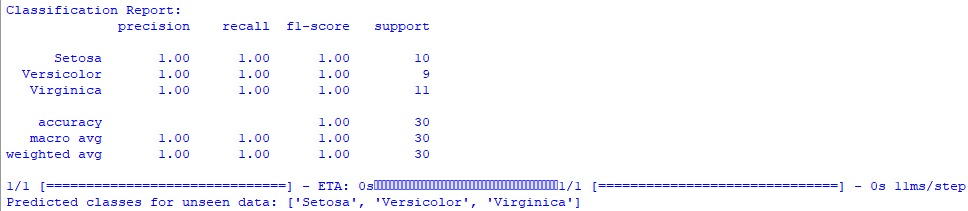 Classification Report:
precision recall f1-score support
Setosa 1.00 1.00 1.00 10
Versicolor 1.00 1.00 1.00 9
Virginica 1.00 1.00 1.00 11
accuracy 1.00 30
macro avg 1.00 1.00 1.00 30
weighted avg 1.00 1.00 1.00 30
1/1 [==============================] - ETA: 0s1/1 [==============================] - 0s 11ms/step
Predicted classes for unseen data: ['Setosa', 'Versicolor', 'Virginica']